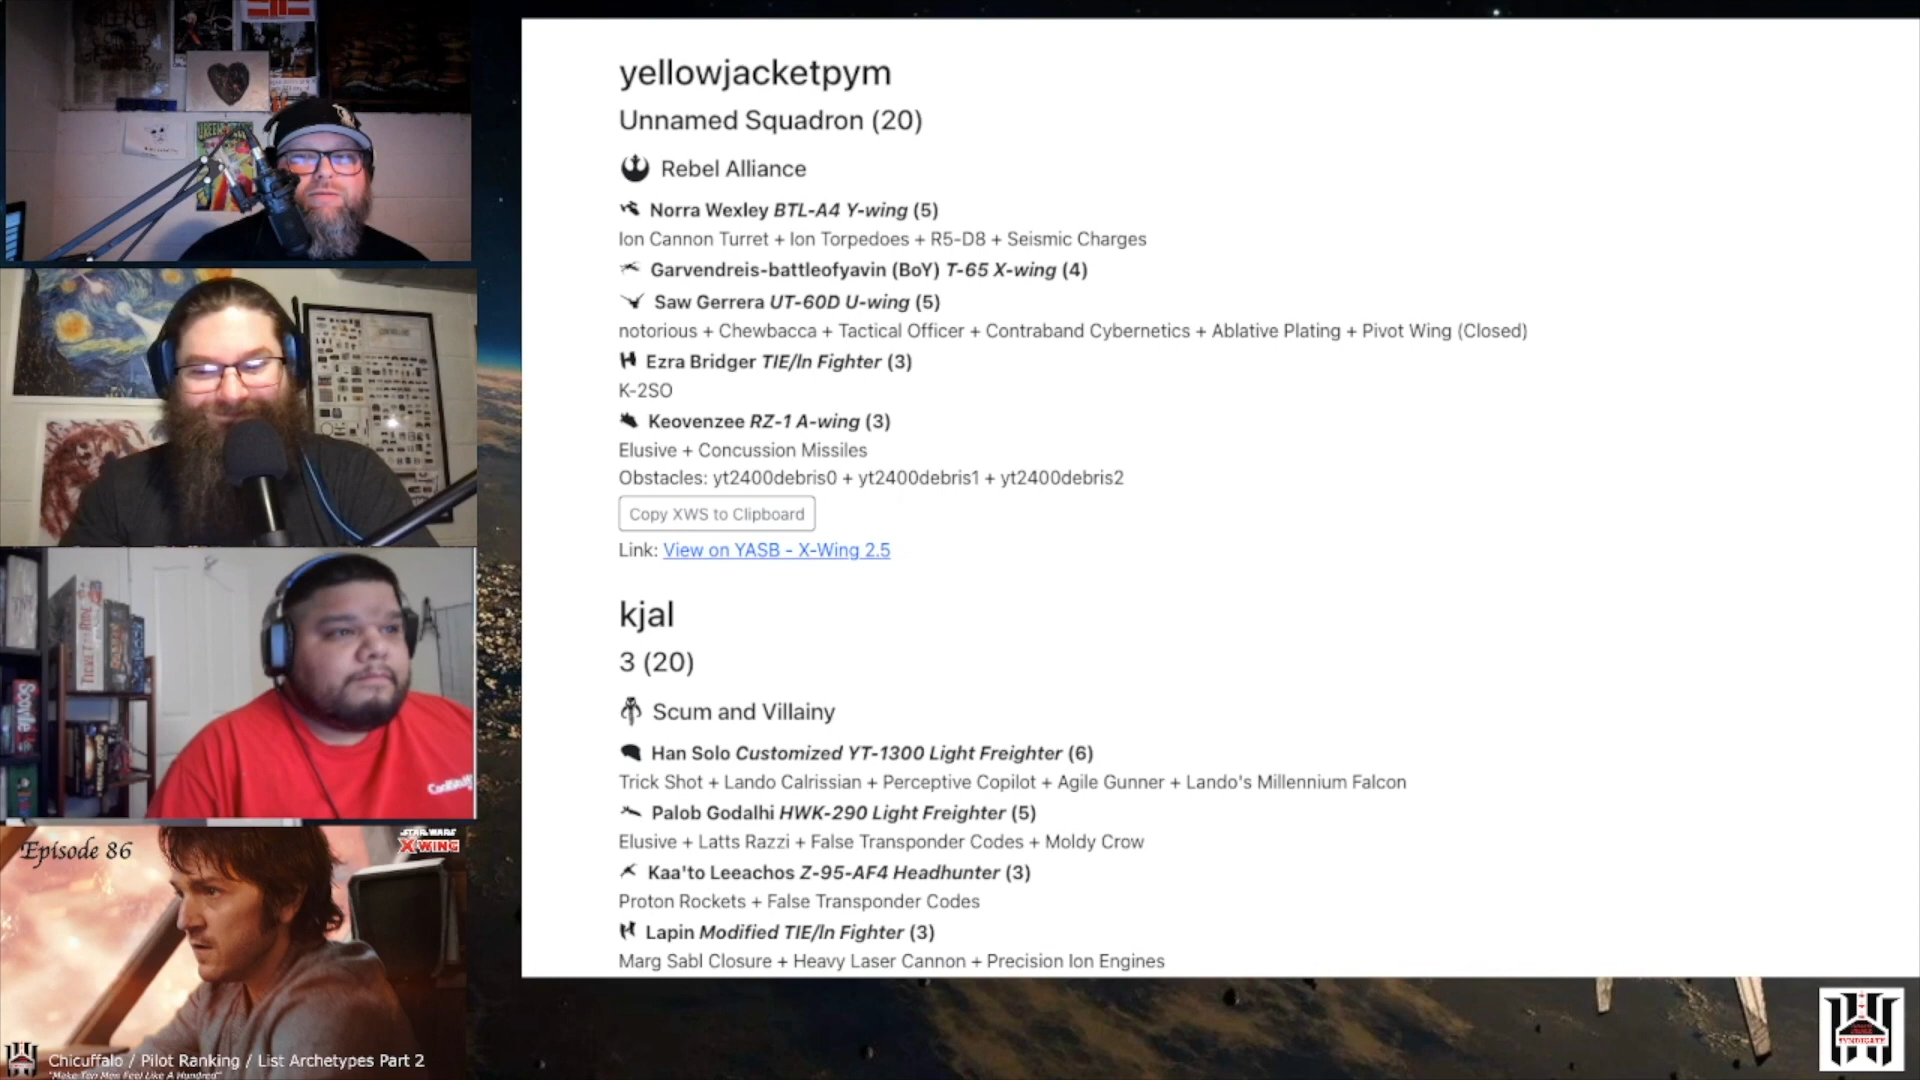 yellowjacketpym
Unnamed Squadron (20)
Rebel Alliance
Norra Wexley BTL-A4 Y-wing (5)
Ion Cannon Turret + Ion Torpedoes + R5-D8 + Seismic Charges
Garvendreis-battleofyavin (BoY) T-65 X-wing (4)
Saw Gerrera UT-60D U-wing (5)
notorious + Chewbacca + Tactical Officer + Contraband Cybernetics + Ablative Plating + Pivot Wing (Closed)
Ezra Bridger TIE/ln Fighter (3)
K-2SO
Keovenzee RZ-1 A-wing (3)
Elusive + Concussion Missiles
Obstacles: yt2400debris0 + yt2400debris1 + yt2400debris2
Copy XWS to Clipboard
Link: View on YASB - X-Wing 2.5
kjal
3 (20)
Scum and Villainy
Han Solo Customized YT-1300 Light Freighter (6)
Trick Shot + Lando Calrissian + Perceptive Copilot + Agile Gunner + Lando's Millennium Falcon
Palob Godalhi HWK-290 Light Freighter (5)
Elusive + Latts Razzi + False Transponder Codes + Moldy Crow
Kaa'to Leeachos Z-95-AF4 Headhunter (3)
Proton Rockets + False Transponder Codes
Lapin Modified TIE/ln Fighter (3)
Marg Sabl Closure + Heavy Laser Cannon + Precision Ion Engines
TICKET
Episode 86
STAR WARS
X-WING
Chicuffalo / Pilot Ranking / List Archetypes Part 2
"Make Ten Men Feel Like A Hundred"
SYNDICATE